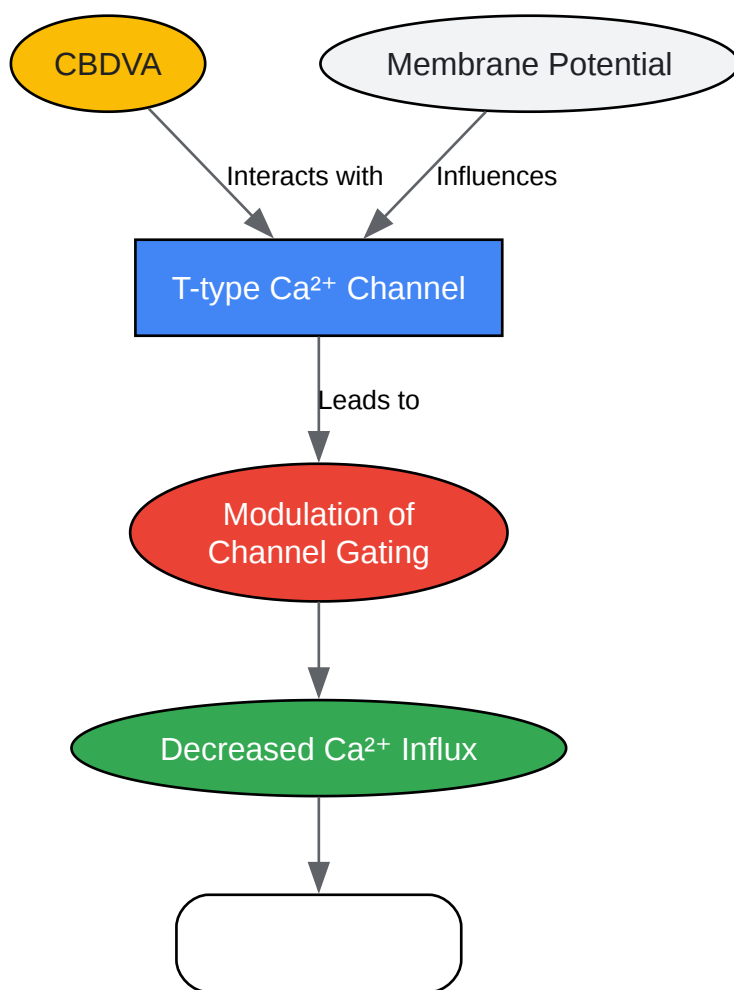 CBDVA
Membrane Potential
Interacts with
Influences
T-type Ca²⁺ Channel
Leads to
Modulation of
Channel Gating
Decreased Ca²⁺ Influx